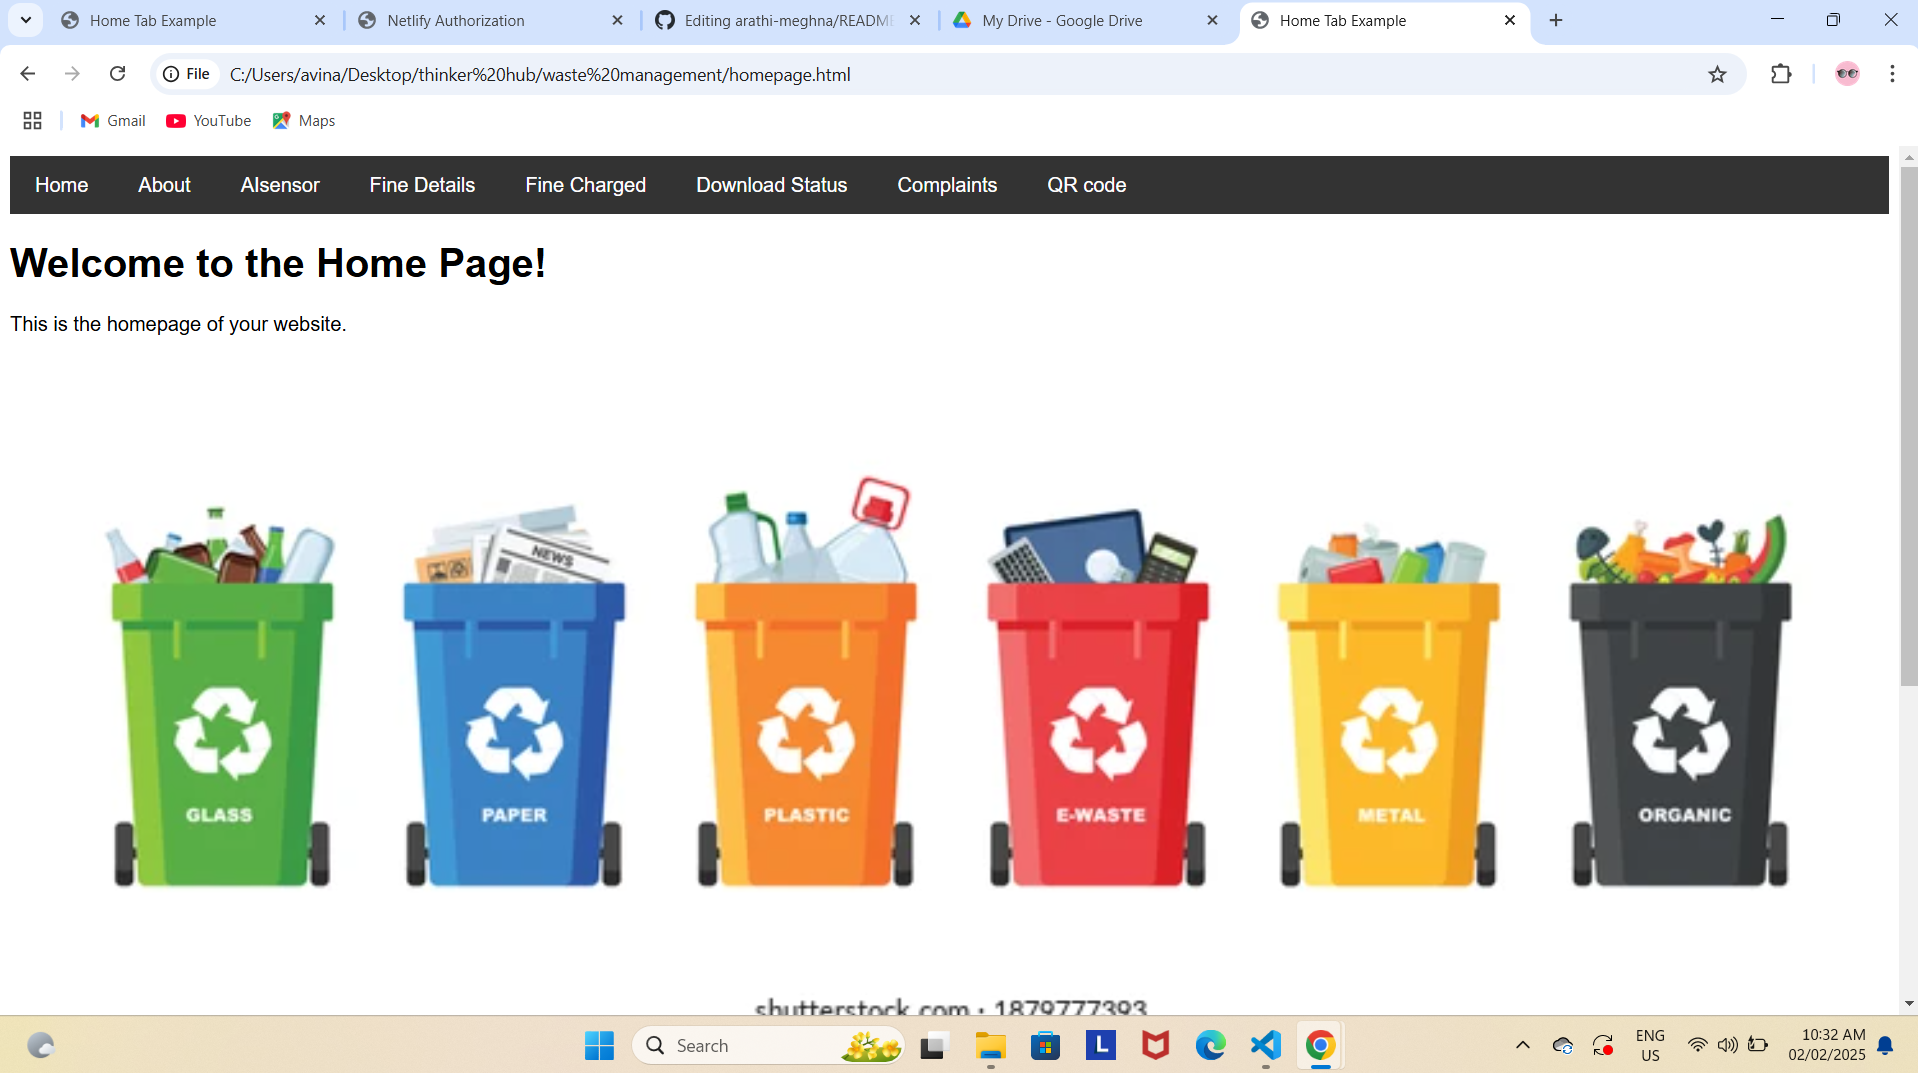 Home Tab Example
Netlify Authorization
Editing arathi-meghna/README
My Drive - Google Drive
Home Tab Example
File
C:/Users/avina/Desktop/thinker%20hub/waste%20management/homepage.html
Gmail
YouTube
Maps
Home About AIsensor Fine Details Fine Charged Download Status Complaints QR code
Welcome to the Home Page!
This is the homepage of your website.
NEWS
GLASS PAPER PLASTIC E-WASTE METAL ORGANIC
shutterstock.com · 1879777393
Search
L
ENG
US
10:32 AM
02/02/2025